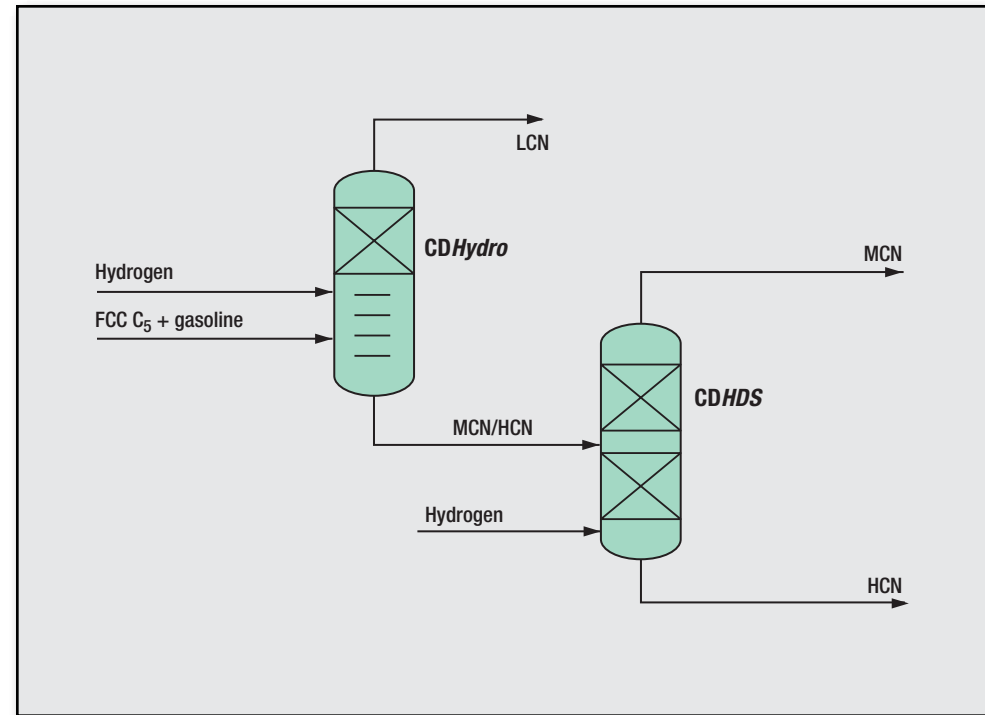 LCN
CDHydro
MCN
Hydrogen
FCC C₅ + gasoline
CDHDS
MCN/HCN
Hydrogen
HCN